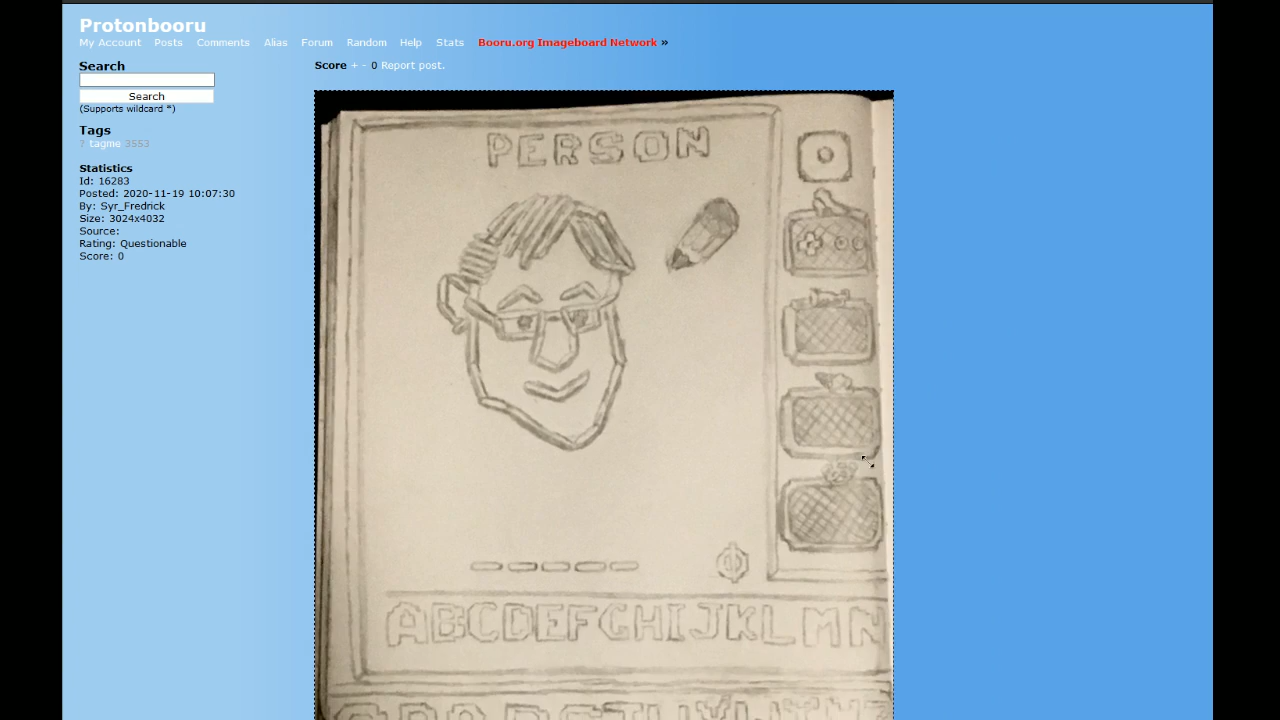 Protonbooru
My Account Posts Comments Alias Forum Random Help Stats Booru.org Imageboard Network »
Search
Search
(Supports wildcard *)
Tags
? tagme 3553
Statistics
Id: 16283
Posted: 2020-11-19 10:07:30
By: Syr_Fredrick
Size: 3024x4032
Source:
Rating: Questionable
Score: 0
Score + - 0 Report post.
PERSON
ABCDEFGHIJKLMN